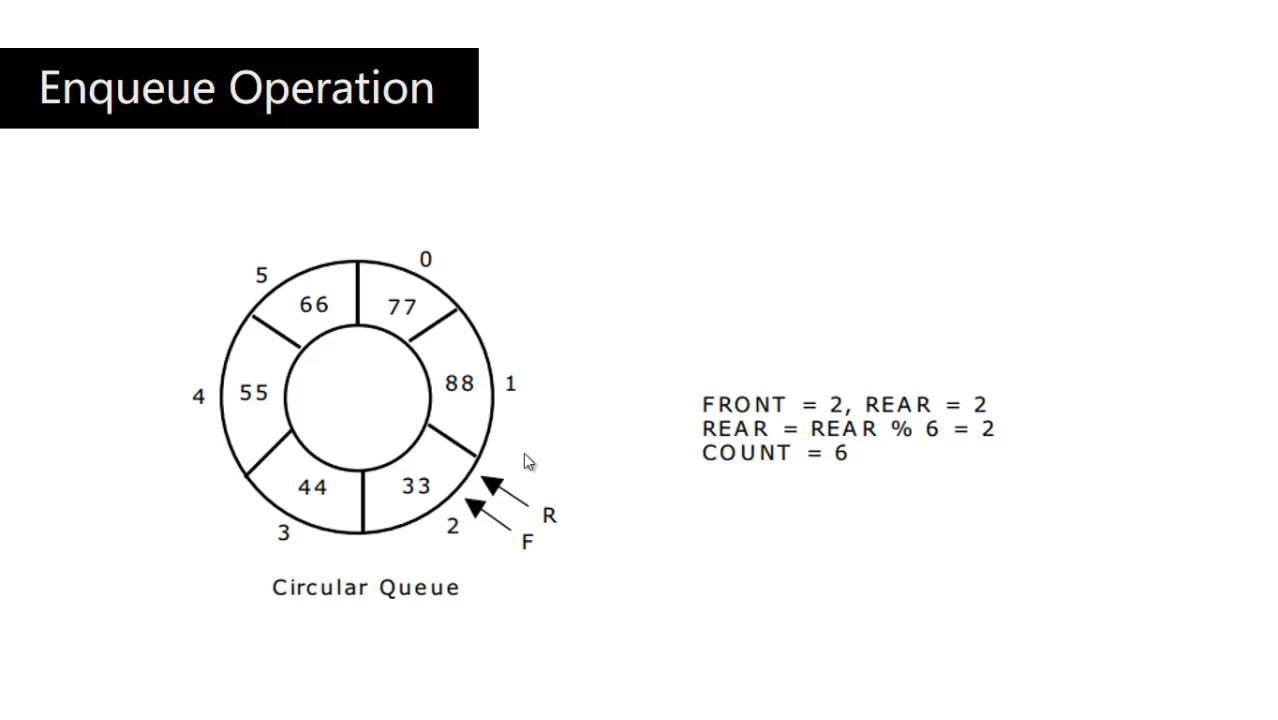 Enqueue Operation
5
0
66
77
4
55
88
1
44
33
3
2
R
F
Circular Queue
FRONT = 2, REAR = 2
REAR = REAR % 6 = 2
COUNT = 6